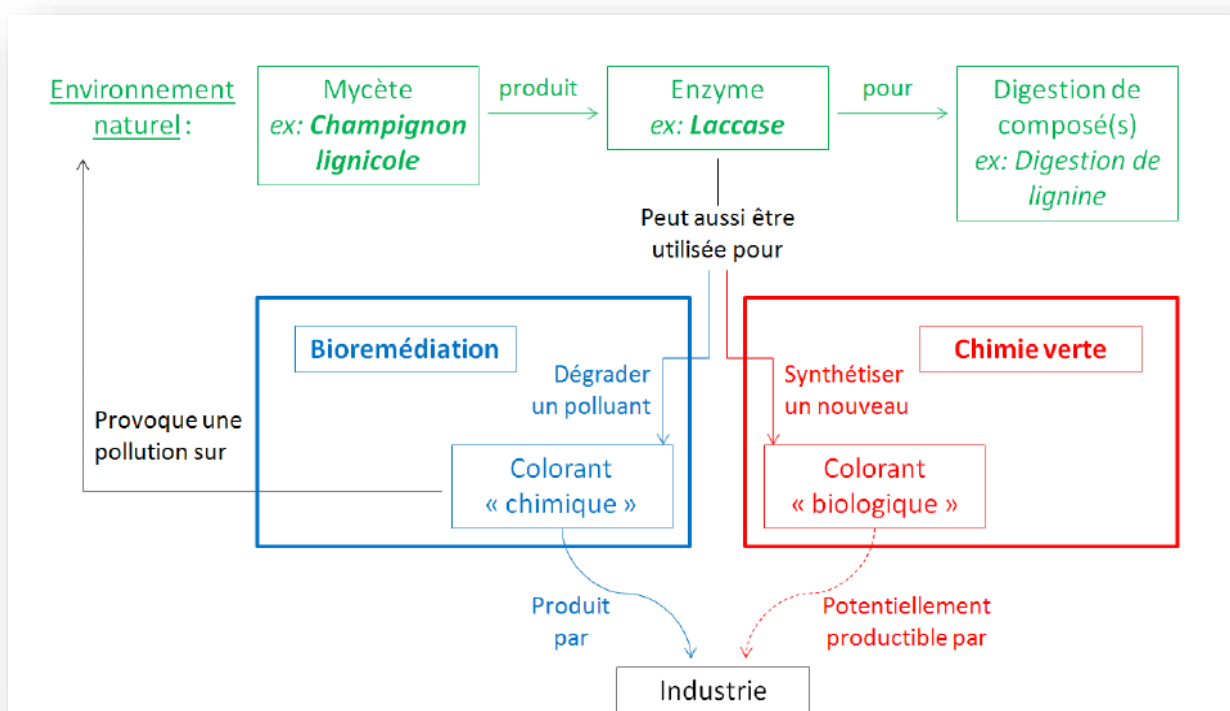 Environnement
naturel :
Mycète
ex: Champignon
lignicole
produit
Enzyme
ex: Laccase
pour
Digestion de
composé(s)
ex: Digestion de
lignine
Peut aussi être
utilisée pour
Bioremédiation
Dégrader
un polluant
Chimie verte
Synthétiser
un nouveau
Provoque une
pollution sur
Colorant
« chimique »
Colorant
« biologique »
Produit
par
Potentiellement
productible par
Industrie